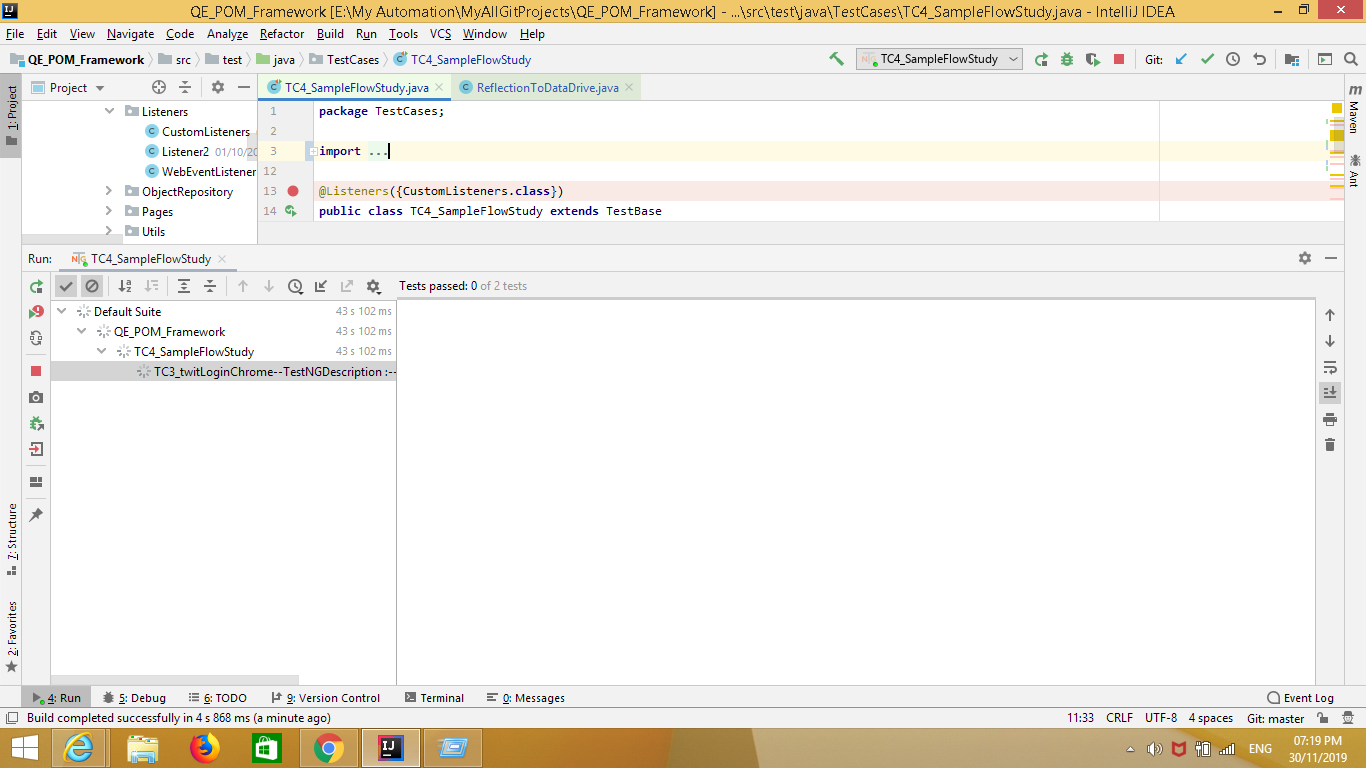 QE_POM_Framework [E:\My Automation\MyAllGitProjects\QE_POM_Framework] - ...\src\test\java\TestCases\TC4_SampleFlowStudy.java - IntelliJ IDEA
File Edit View Navigate Code Analyze Refactor Build Run Tools VCS Window Help
QE_POM_Framework src test java TestCases TC4_SampleFlowStudy TC4_SampleFlowStudy Git:
1: Project
Project
Listeners
CustomListeners
Listener2 01/10/20
WebEventListener
ObjectRepository
Pages
Utils
TC4_SampleFlowStudy.java ReflectionToDataDrive.java
1 package TestCases;
2
3 import ...
12
13 @Listeners({CustomListeners.class})
14 public class TC4_SampleFlowStudy extends TestBase
m Maven
Ant
Run: TC4_SampleFlowStudy
Tests passed: 0 of 2 tests
Default Suite 43 s 102 ms
QE_POM_Framework 43 s 102 ms
TC4_SampleFlowStudy 43 s 102 ms
TC3_twitLoginChrome--TestNGDescription :--
7: Structure
2: Favorites
4: Run 5: Debug 6: TODO 9: Version Control Terminal 0: Messages Event Log
Build completed successfully in 4 s 868 ms (a minute ago) 11:33 CRLF UTF-8 4 spaces Git: master
ENG 07:19 PM
30/11/2019